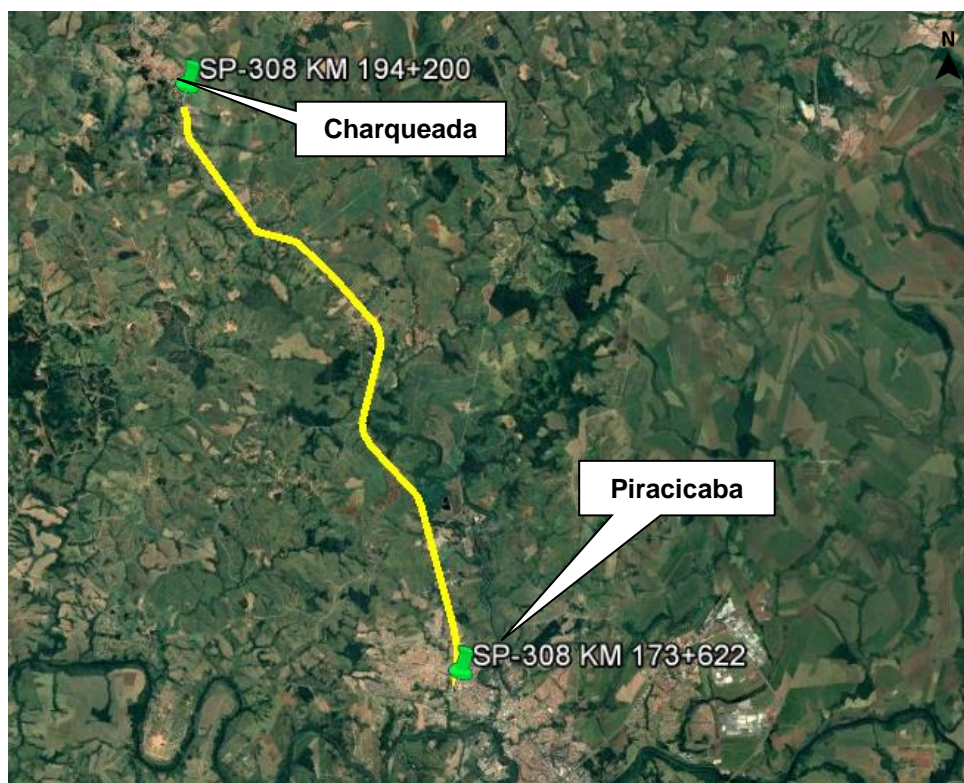 N
SP-308 KM 194+200
Charqueada
Piracicaba
SP-308 KM 173+622